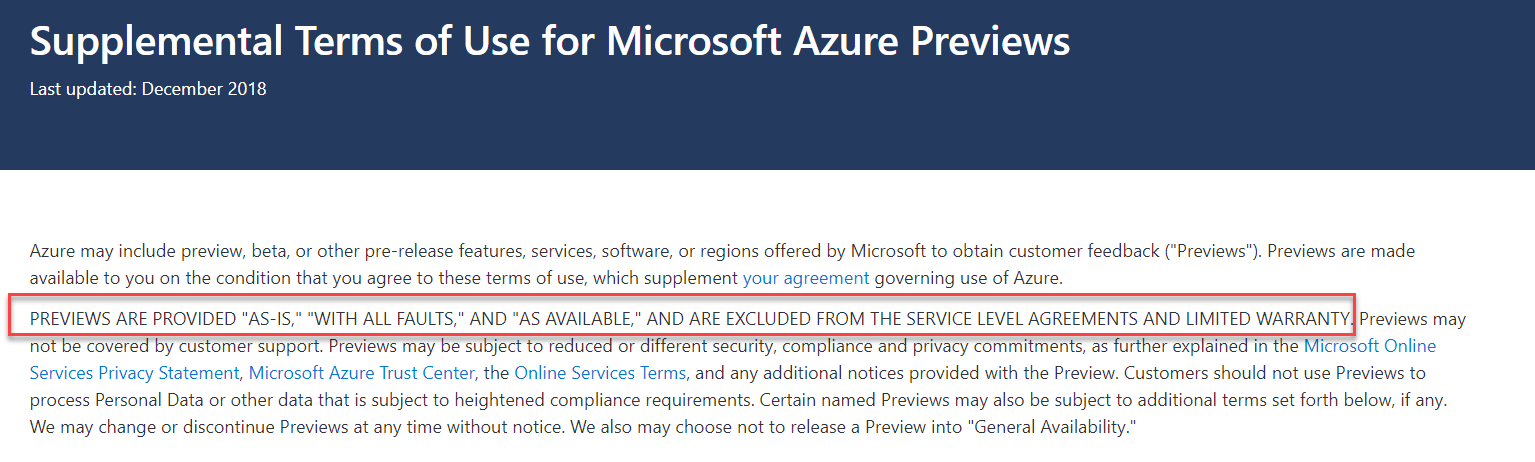 Supplemental Terms of Use for Microsoft Azure Previews
Last updated: December 2018
Azure may include preview, beta, or other pre-release features, services, software, or regions offered by Microsoft to obtain customer feedback ("Previews"). Previews are made
available to you on the condition that you agree to these terms of use, which supplement your agreement governing use of Azure.
PREVIEWS ARE PROVIDED "AS-IS," "WITH ALL FAULTS," AND "AS AVAILABLE," AND ARE EXCLUDED FROM THE SERVICE LEVEL AGREEMENTS AND LIMITED WARRANTY. Previews may
not be covered by customer support. Previews may be subject to reduced or different security, compliance and privacy commitments, as further explained in the Microsoft Online
Services Privacy Statement, Microsoft Azure Trust Center, the Online Services Terms, and any additional notices provided with the Preview. Customers should not use Previews to
process Personal Data or other data that is subject to heightened compliance requirements. Certain named Previews may also be subject to additional terms set forth below, if any.
We may change or discontinue Previews at any time without notice. We also may choose not to release a Preview into "General Availability."